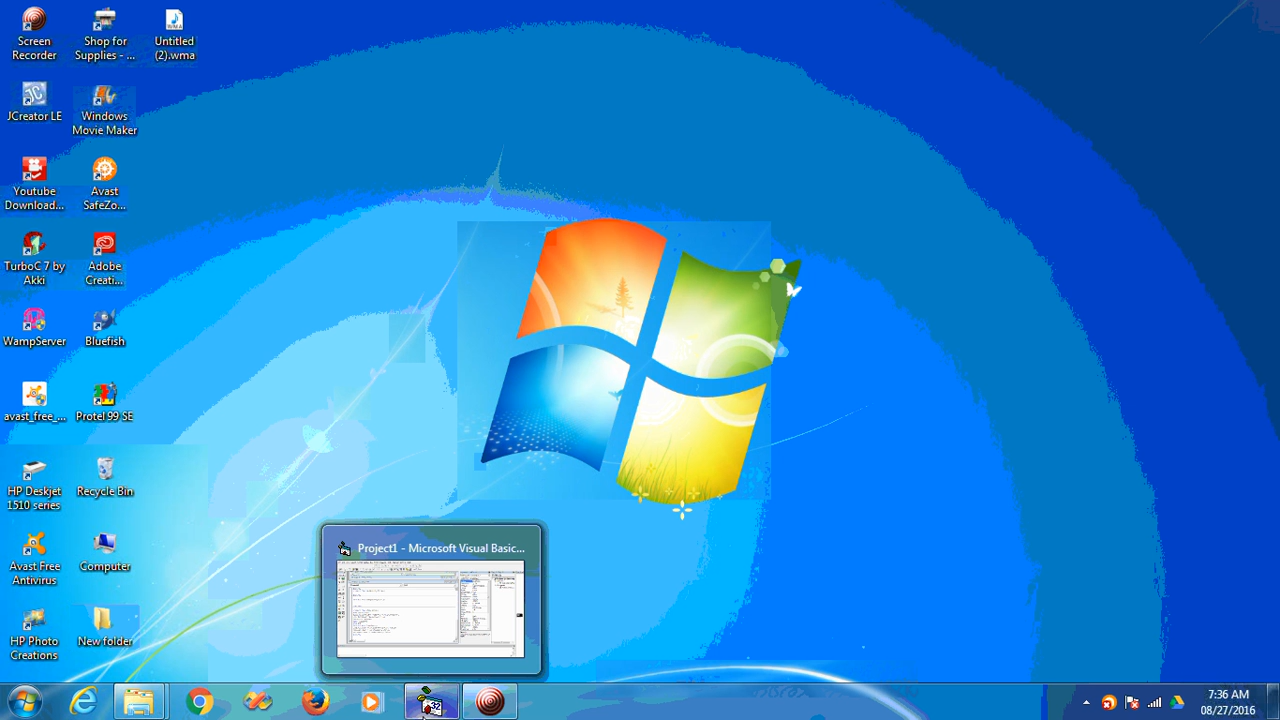 Screen
Recorder
Shop for
Supplies - ...
Untitled
(2).wma
JCreator LE
Windows
Movie Maker
Youtube
Download...
Avast
SafeZo...
TurboC 7 by
Akki
Adobe
Creati...
WampServer
Bluefish
avast_free_...
Protel 99 SE
HP Deskjet
1510 series
Recycle Bin
Avast Free
Antivirus
Computer
HP Photo
Creations
New folder
Project1 - Microsoft Visual Basic...
7:36 AM
08/27/2016